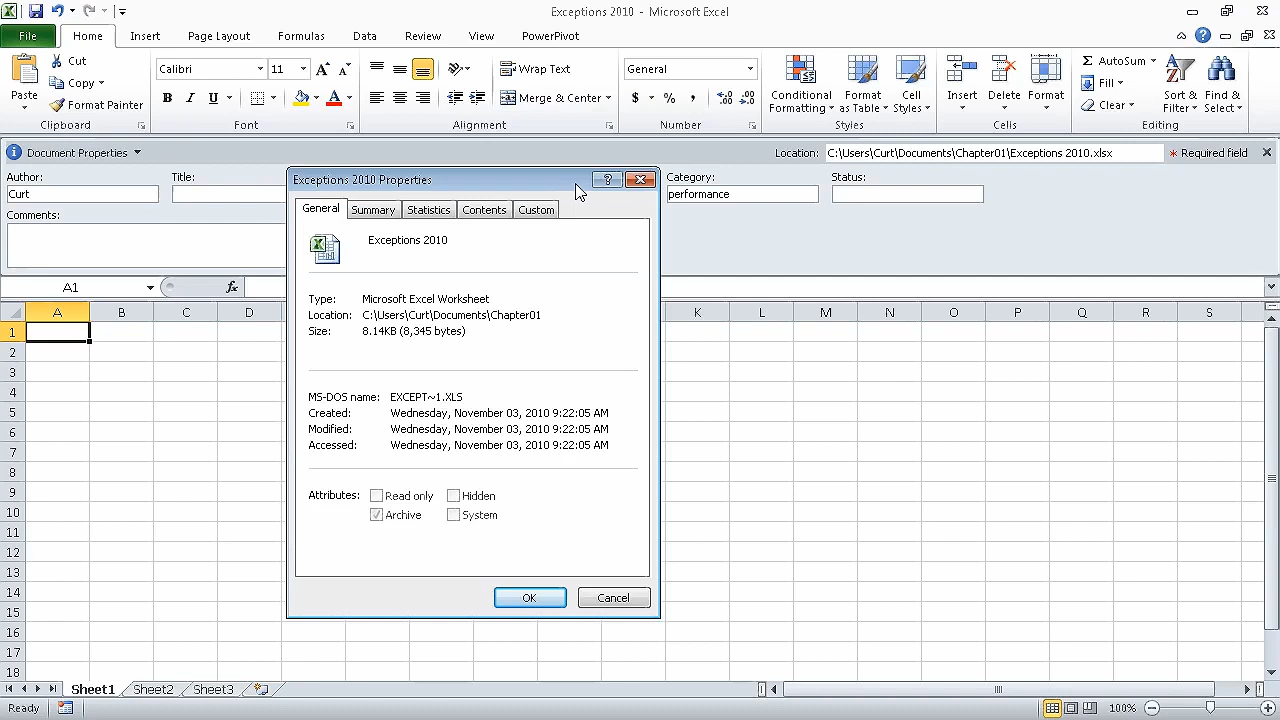 Exceptions 2010 - Microsoft Excel
File Home Insert Page Layout Formulas Data Review View PowerPivot
Paste
Cut
Copy
Format Painter
Clipboard
Calibri 11
B I U A
Font
Wrap Text
Merge & Center
Alignment
General
$ % ,
Number
Conditional Formatting
Format as Table
Cell Styles
Styles
Insert
Delete
Format
Cells
Σ AutoSum
Fill
Clear
Sort & Filter
Find & Select
Editing
Document Properties
Location: C:\Users\Curt\Documents\Chapter01\Exceptions 2010.xlsx
* Required field
Author:
Curt
Title:
Category:
performance
Status:
Comments:
A1
fx
A B C D K L M N O P Q R S
1
2
3
4
5
6
7
8
9
10
11
12
13
14
15
16
17
18
Exceptions 2010 Properties
General Summary Statistics Contents Custom
Exceptions 2010
Type: Microsoft Excel Worksheet
Location: C:\Users\Curt\Documents\Chapter01
Size: 8.14KB (8,345 bytes)
MS-DOS name: EXCEPT~1.XLS
Created: Wednesday, November 03, 2010 9:22:05 AM
Modified: Wednesday, November 03, 2010 9:22:05 AM
Accessed: Wednesday, November 03, 2010 9:22:05 AM
Attributes: Read only Hidden
Archive System
OK Cancel
Sheet1 Sheet2 Sheet3
Ready
100%